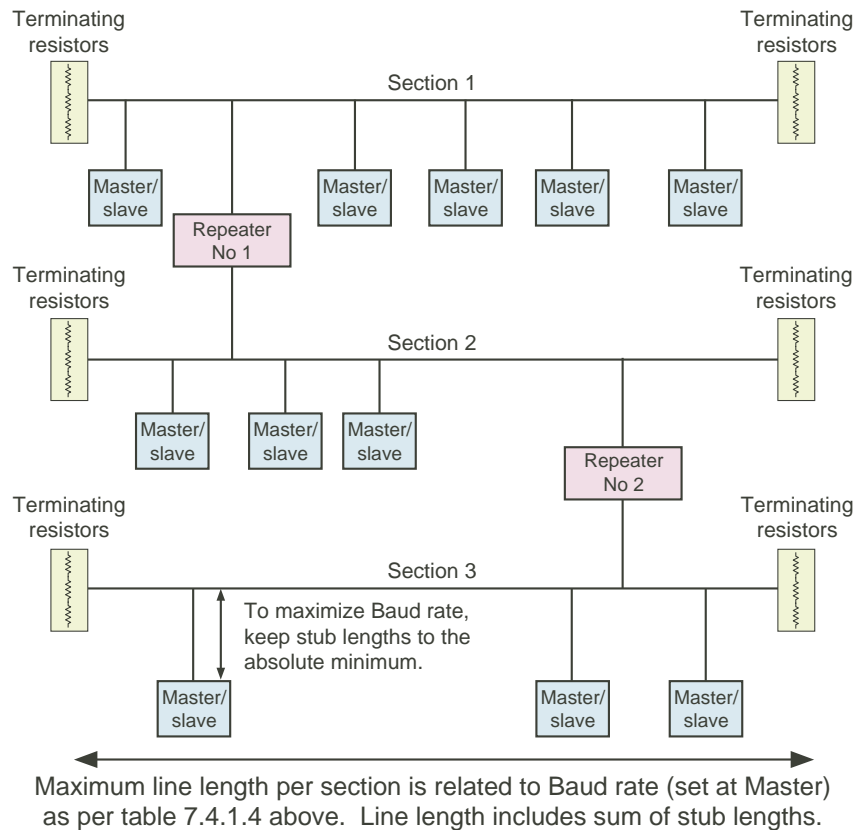 Terminating
resistors
Terminating
resistors
Section 1
Master/
slave
Master/
slave
Master/
slave
Master/
slave
Master/
slave
Repeater
No 1
Terminating
resistors
Terminating
resistors
Section 2
Master/
slave
Master/
slave
Master/
slave
Repeater
No 2
Terminating
resistors
Terminating
resistors
Section 3
To maximize Baud rate,
keep stub lengths to the
absolute minimum.
Master/
slave
Master/
slave
Master/
slave
Maximum line length per section is related to Baud rate (set at Master)
as per table 7.4.1.4 above. Line length includes sum of stub lengths.